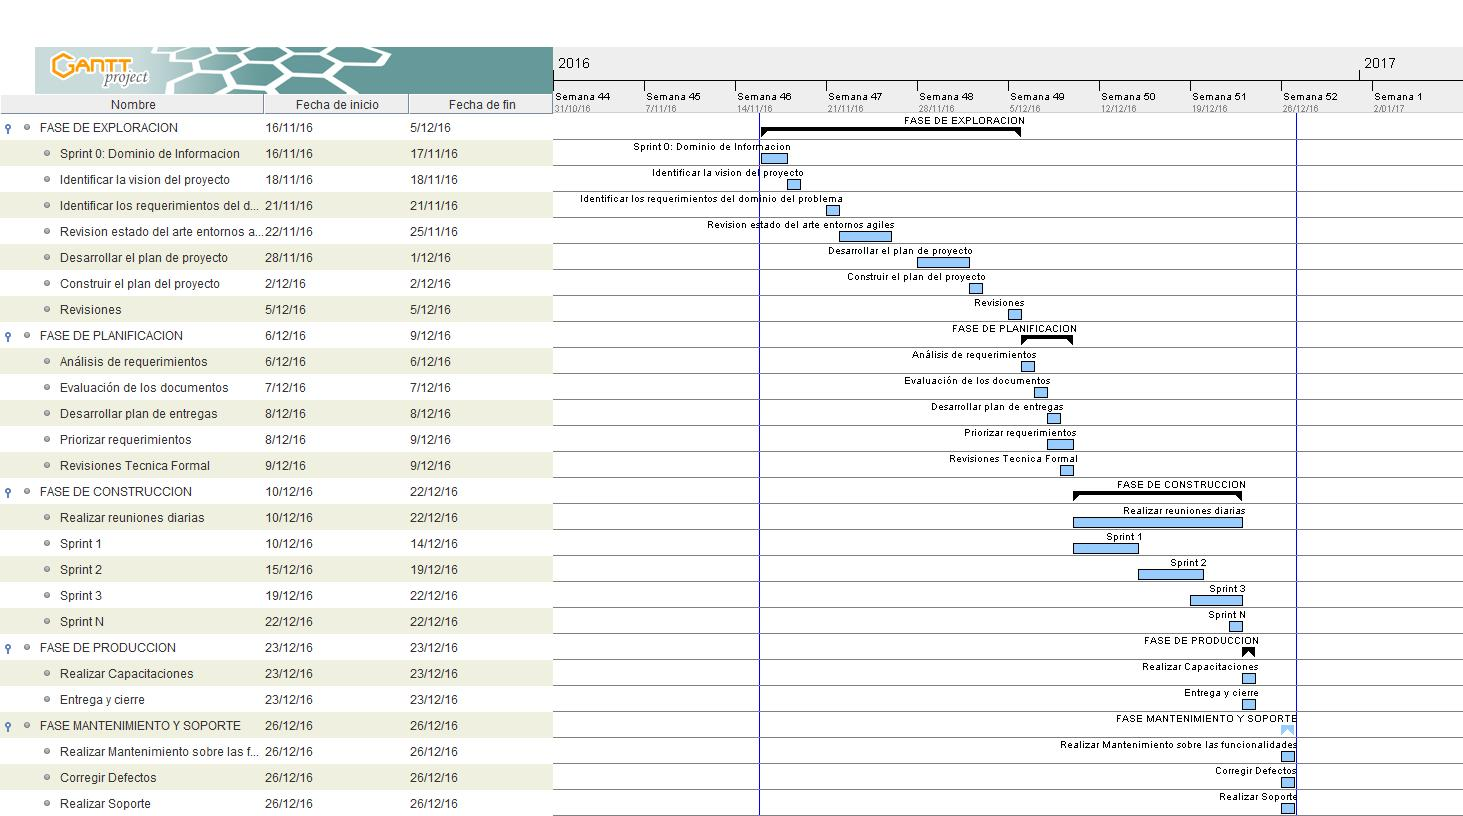 GANTT
project
2016
2017
Nombre Fecha de inicio Fecha de fin
Semana 44 Semana 45 Semana 46 Semana 47 Semana 48 Semana 49 Semana 50 Semana 51 Semana 52 Semana 1
31/10/16 7/11/16 14/11/16 21/11/16 28/11/16 5/12/16 12/12/16 19/12/16 26/12/16 2/01/17
FASE DE EXPLORACION 16/11/16 5/12/16 FASE DE EXPLORACION
Sprint 0: Dominio de Informacion 16/11/16 17/11/16 Sprint 0: Dominio de Informacion
Identificar la vision del proyecto 18/11/16 18/11/16 Identificar la vision del proyecto
Identificar los requerimientos del d... 21/11/16 21/11/16 Identificar los requerimientos del dominio del problema
Revision estado del arte entornos a... 22/11/16 25/11/16 Revision estado del arte entornos agiles
Desarrollar el plan de proyecto 28/11/16 1/12/16 Desarrollar el plan de proyecto
Construir el plan del proyecto 2/12/16 2/12/16 Construir el plan del proyecto
Revisiones 5/12/16 5/12/16 Revisiones
FASE DE PLANIFICACION 6/12/16 9/12/16 FASE DE PLANIFICACION
Análisis de requerimientos 6/12/16 6/12/16 Análisis de requerimientos
Evaluación de los documentos 7/12/16 7/12/16 Evaluación de los documentos
Desarrollar plan de entregas 8/12/16 8/12/16 Desarrollar plan de entregas
Priorizar requerimientos 8/12/16 9/12/16 Priorizar requerimientos
Revisiones Tecnica Formal 9/12/16 9/12/16 Revisiones Tecnica Formal
FASE DE CONSTRUCCION 10/12/16 22/12/16 FASE DE CONSTRUCCION
Realizar reuniones diarias 10/12/16 22/12/16 Realizar reuniones diarias
Sprint 1 10/12/16 14/12/16 Sprint 1
Sprint 2 15/12/16 19/12/16 Sprint 2
Sprint 3 19/12/16 22/12/16 Sprint 3
Sprint N 22/12/16 22/12/16 Sprint N
FASE DE PRODUCCION 23/12/16 23/12/16 FASE DE PRODUCCION
Realizar Capacitaciones 23/12/16 23/12/16 Realizar Capacitaciones
Entrega y cierre 23/12/16 23/12/16 Entrega y cierre
FASE MANTENIMIENTO Y SOPORTE 26/12/16 26/12/16 FASE MANTENIMIENTO Y SOPORTE
Realizar Mantenimiento sobre las f... 26/12/16 26/12/16 Realizar Mantenimiento sobre las funcionalidades
Corregir Defectos 26/12/16 26/12/16 Corregir Defectos
Realizar Soporte 26/12/16 26/12/16 Realizar Soporte